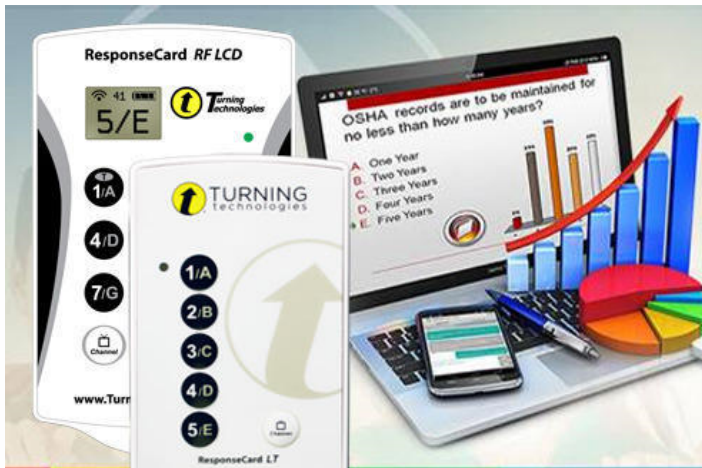 ResponseCard RF LCD
41
5/E
Turning
Technologies
T
1/A
4/D
7/G
Channel
www.Turn
TURNING
technologies
1/A
2/B
3/C
4/D
5/E
Channel
ResponseCard LT
OSHA records are to be maintained for
no less than how many years?
A. One Year
B. Two Years
C. Three Years
D. Four Years
E. Five Years